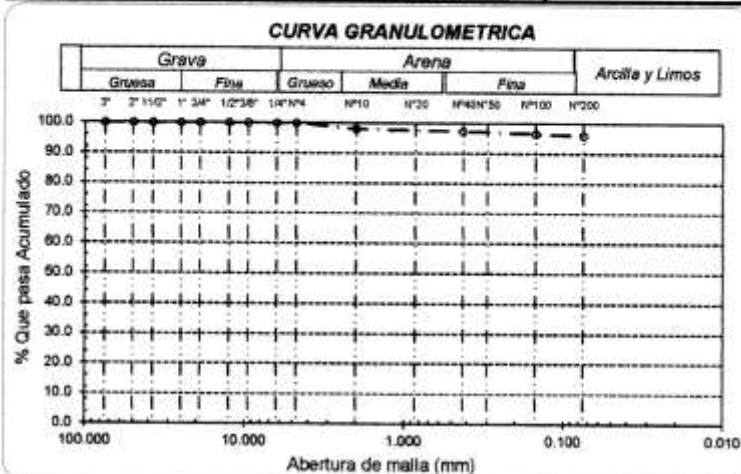 CURVA GRANULOMETRICA
Grava Arena Arcilla y Limos
Gruesa Fina Grueso Media Fina
3" 2" 11/2" 1" 3/4" 1/2" 3/8" 1/4" Nº4 Nº10 Nº20 Nº40 Nº50 Nº100 Nº200
100.0
90.0
80.0
70.0
60.0
50.0
40.0
30.0
20.0
10.0
0.0
% Que pasa Acumulado
100.000 10.000 1.000 0.100 0.010
Abertura de malla (mm)